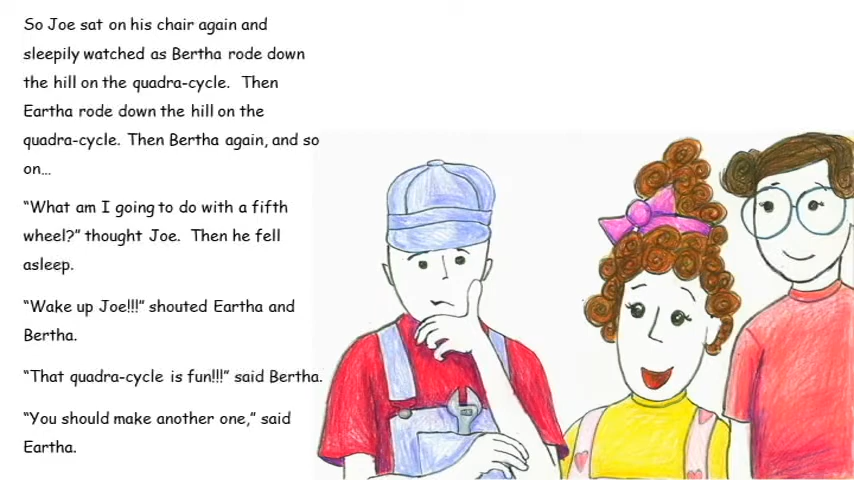 So Joe sat on his chair again and
sleepily watched as Bertha rode down
the hill on the quadra-cycle.  Then
Eartha rode down the hill on the
quadra-cycle. Then Bertha again, and so
on…
“What am I going to do with a fifth
wheel?” thought Joe.  Then he fell
asleep.
“Wake up Joe!!!” shouted Eartha and
Bertha.
“That quadra-cycle is fun!!!” said Bertha.
“You should make another one,” said
Eartha.